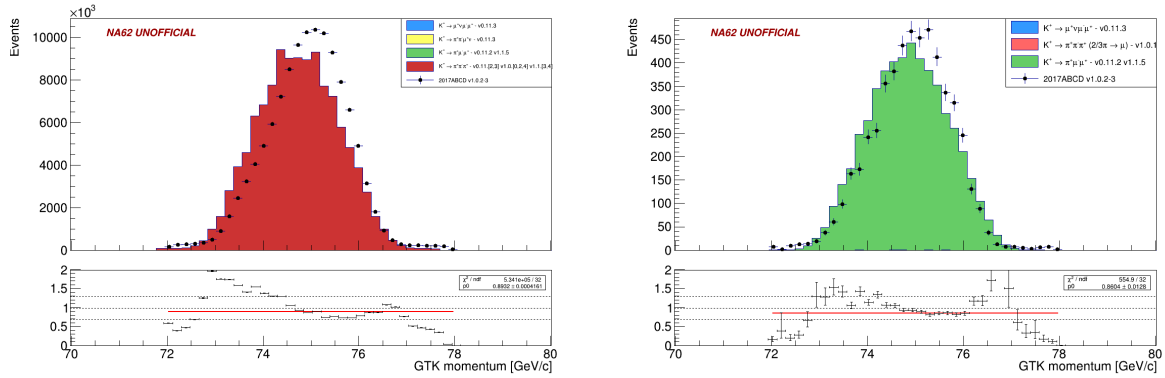 ×10³
Events
10000
8000
6000
4000
2000
0
NA62 UNOFFICIAL
K⁺ → μ⁺νμ⁻μ⁺ - v0.11.3
K⁺ → π⁺π⁻μ⁺ν - v0.11.3
K⁺ → π⁺μ⁻μ⁺ - v0.11.2 v1.1.5
K⁺ → π⁺π⁻π⁺ - v0.11.[2,3] v1.0.[0,2,4] v1.1.[3,4]
2017ABCD v1.0.2-3
2
1.5
1
0.5
0
χ² / ndf 5.341e+05 / 32
p0 0.8902 ± 0.0004161
70 72 74 76 78 80
GTK momentum [GeV/c]
Events
450
400
350
300
250
200
150
100
50
0
NA62 UNOFFICIAL
K⁺ → μ⁺νμ⁻μ⁺ - v0.11.3
K⁺ → π⁺π⁻π⁺ (2/3π → μ) - v1.0.1
K⁺ → π⁺μ⁻μ⁺ - v0.11.2 v1.1.5
2017ABCD v1.0.2-3
2
1.5
1
0.5
0
χ² / ndf 554.9 / 32
p0 0.8604 ± 0.0128
70 72 74 76 78 80
GTK momentum [GeV/c]